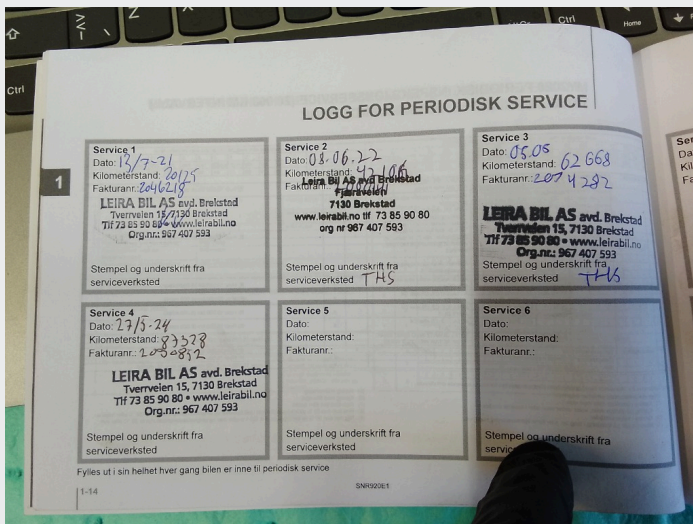 Ctrl
Ctrl
Home
LOGG FOR PERIODISK SERVICE
1
Service 1
Dato: 13/7-21
Kilometerstand: 20125
Fakturanr.: 2046218
LEIRA BIL AS avd. Brekstad
Tverrveien 15, 7130 Brekstad
Tlf 73 85 90 80 • www.leirabil.no
Org.nr.: 967 407 593
Stempel og underskrift fra
serviceverksted
Service 2
Dato: 08.06.22
Kilometerstand:
Fakturanr.:
Leira Bil AS avd Brekstad
Fjæraveien
7130 Brekstad
www.leirabil.no tlf 73 85 90 80
org nr 967 407 593
Stempel og underskrift fra
serviceverksted THS
Service 3
Dato: 05.05
Kilometerstand: 62668
Fakturanr.: 2074282
LEIRA BIL AS avd. Brekstad
Tverrveien 15, 7130 Brekstad
Tlf 73 85 90 80 • www.leirabil.no
Org.nr.: 967 407 593
Stempel og underskrift fra
serviceverksted THS
Service 4
Dato: 27/5-24
Kilometerstand: 87328
Fakturanr.: 2090892
LEIRA BIL AS avd. Brekstad
Tverrveien 15, 7130 Brekstad
Tlf 73 85 90 80 • www.leirabil.no
Org.nr.: 967 407 593
Stempel og underskrift fra
serviceverksted
Service 5
Dato:
Kilometerstand:
Fakturanr.:
Stempel og underskrift fra
serviceverksted
Service 6
Dato:
Kilometerstand:
Fakturanr.:
Stempel og underskrift fra
Fylles ut i sin helhet hver gang bilen er inne til periodisk service
1-14
SNR920E1